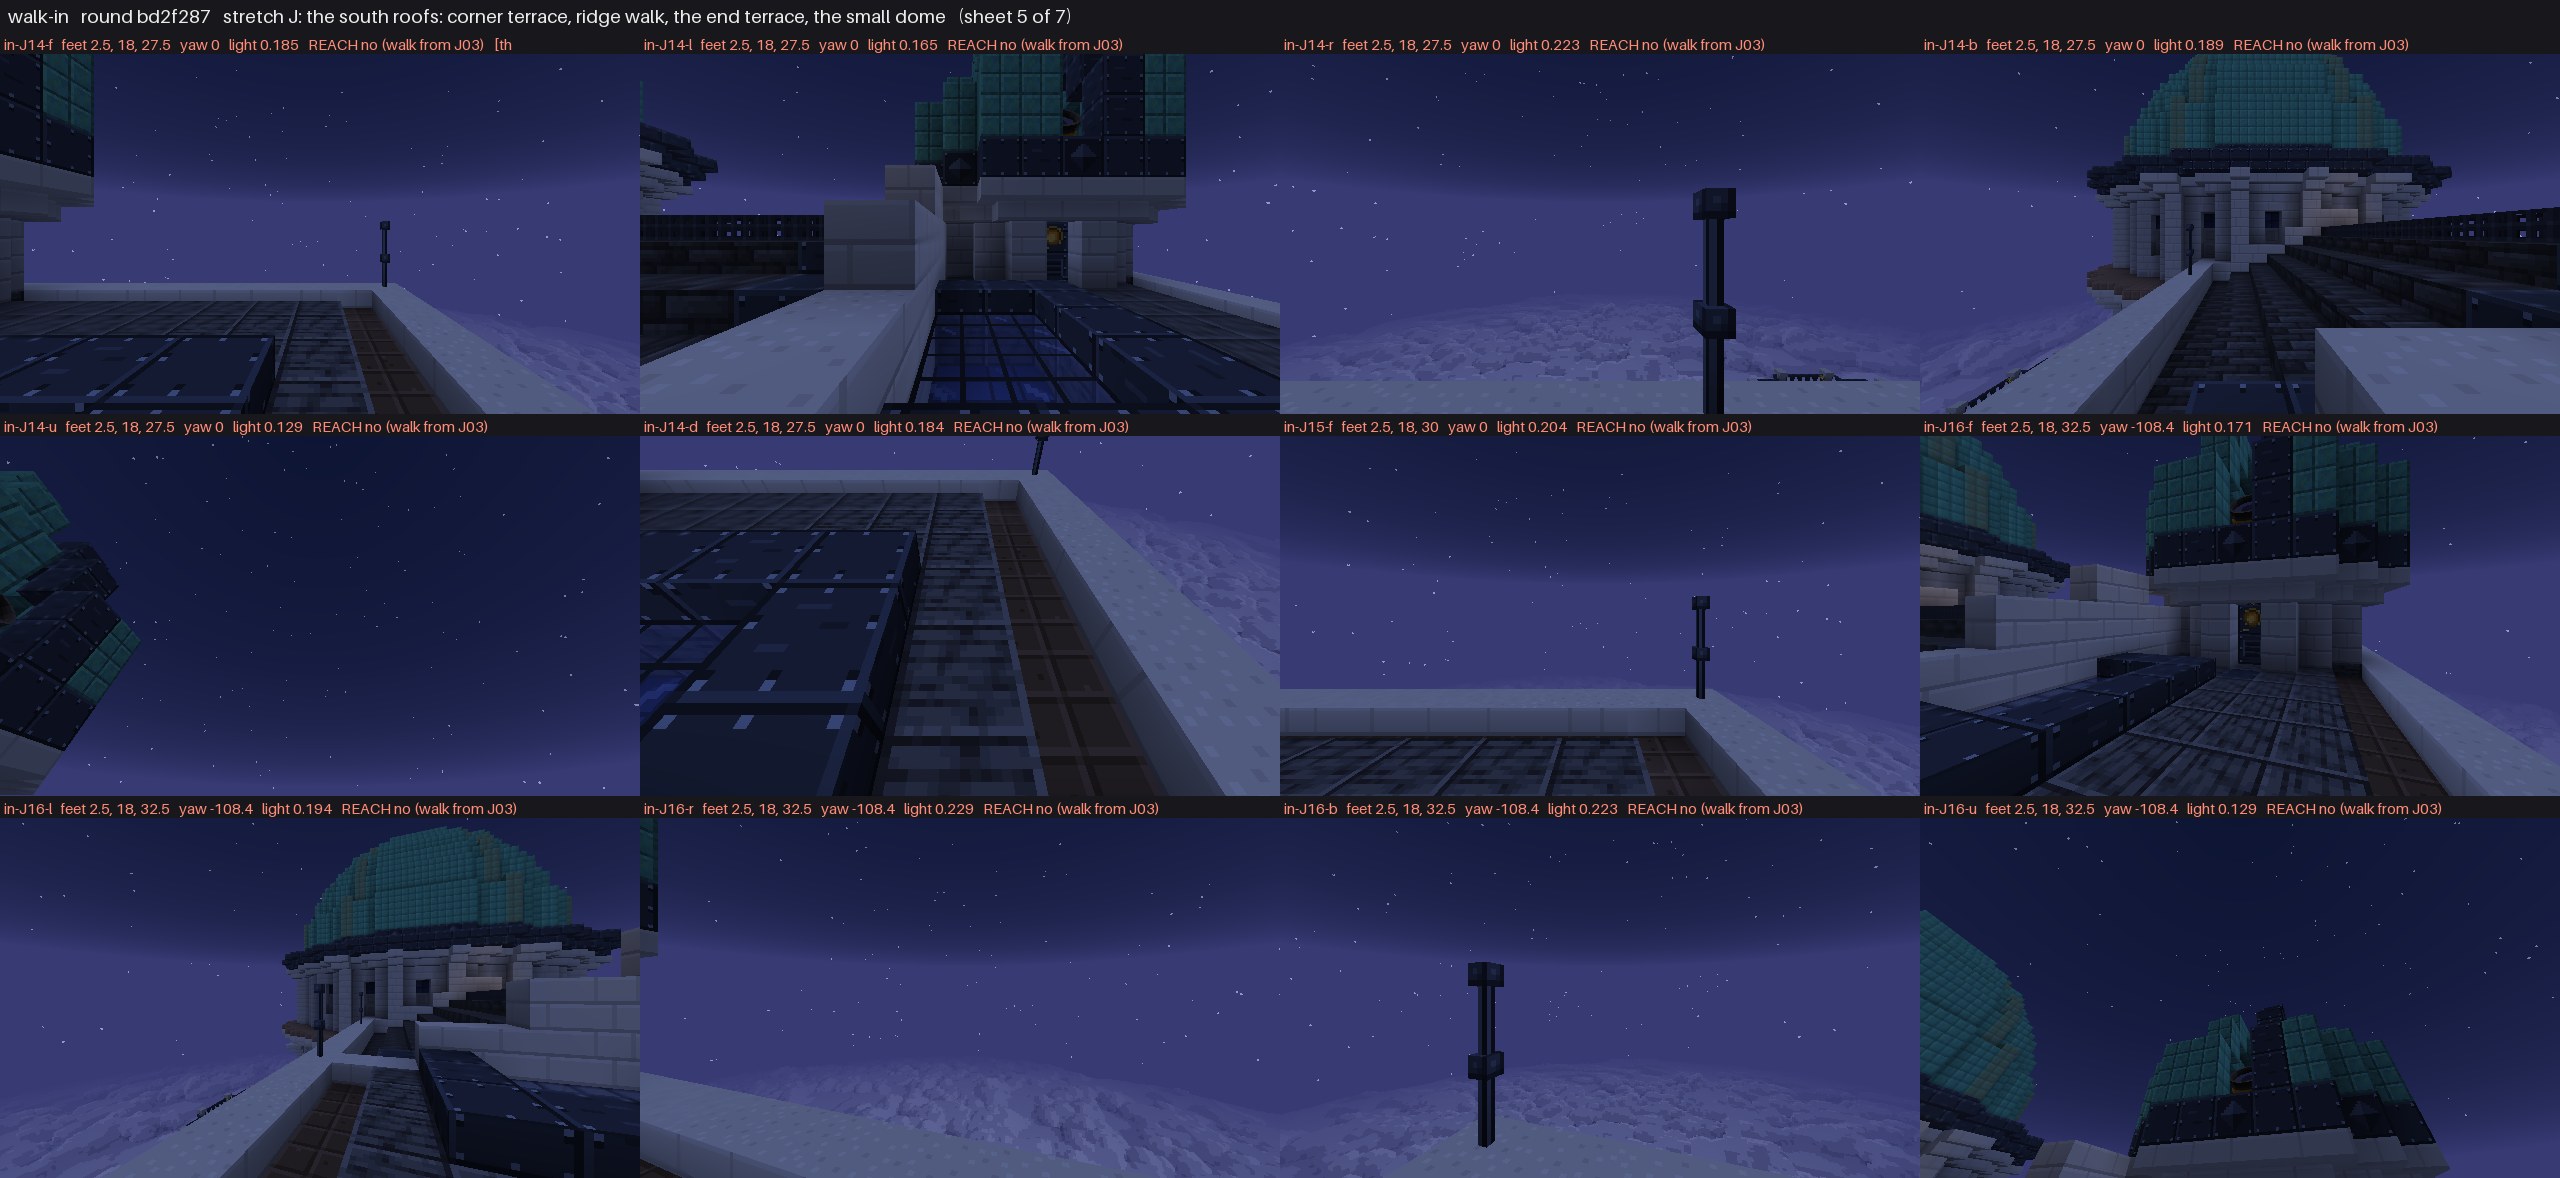 walk-in round bd2f287 stretch J: the south roofs: corner terrace, ridge walk, the end terrace, the small dome (sheet 5 of 7)
in-J14-f feet 2.5, 18, 27.5 yaw 0 light 0.185 REACH no (walk from J03) [th
in-J14-l feet 2.5, 18, 27.5 yaw 0 light 0.165 REACH no (walk from J03)
in-J14-r feet 2.5, 18, 27.5 yaw 0 light 0.223 REACH no (walk from J03)
in-J14-b feet 2.5, 18, 27.5 yaw 0 light 0.189 REACH no (walk from J03)
in-J14-u feet 2.5, 18, 27.5 yaw 0 light 0.129 REACH no (walk from J03)
in-J14-d feet 2.5, 18, 27.5 yaw 0 light 0.184 REACH no (walk from J03)
in-J15-f feet 2.5, 18, 30 yaw 0 light 0.204 REACH no (walk from J03)
in-J16-f feet 2.5, 18, 32.5 yaw -108.4 light 0.171 REACH no (walk from J03)
in-J16-l feet 2.5, 18, 32.5 yaw -108.4 light 0.194 REACH no (walk from J03)
in-J16-r feet 2.5, 18, 32.5 yaw -108.4 light 0.229 REACH no (walk from J03)
in-J16-b feet 2.5, 18, 32.5 yaw -108.4 light 0.223 REACH no (walk from J03)
in-J16-u feet 2.5, 18, 32.5 yaw -108.4 light 0.129 REACH no (walk from J03)